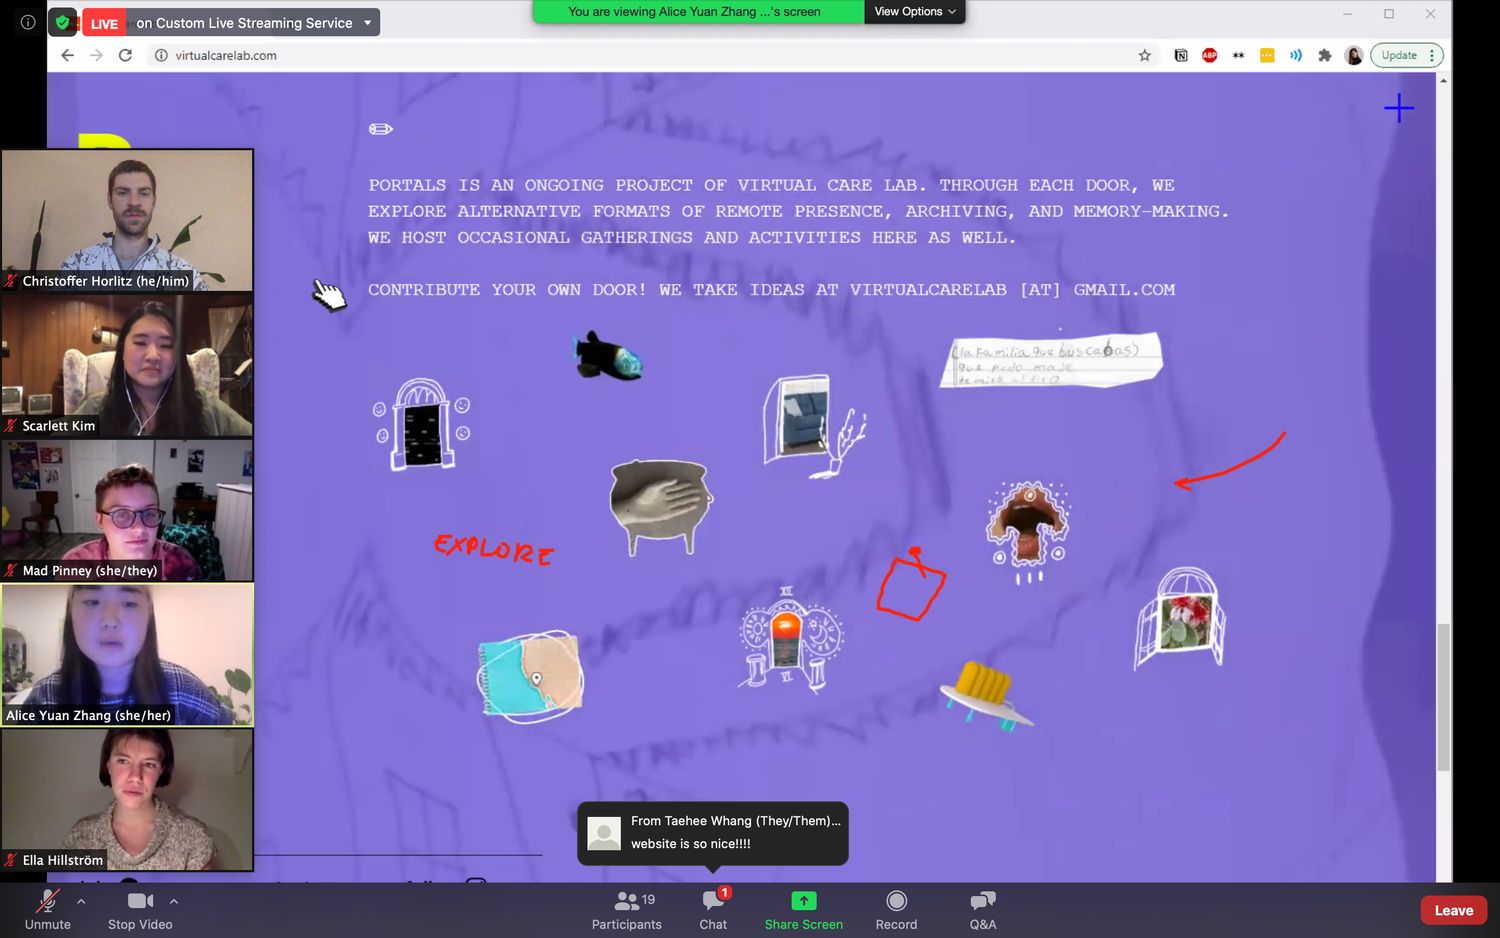 LIVE on Custom Live Streaming Service
You are viewing Alice Yuan Zhang ...'s screen
View Options
virtualcarelab.com
ABP
Update
PORTALS IS AN ONGOING PROJECT OF VIRTUAL CARE LAB. THROUGH EACH DOOR, WE
EXPLORE ALTERNATIVE FORMATS OF REMOTE PRESENCE, ARCHIVING, AND MEMORY-MAKING.
WE HOST OCCASIONAL GATHERINGS AND ACTIVITIES HERE AS WELL.
CONTRIBUTE YOUR OWN DOOR! WE TAKE IDEAS AT VIRTUALCARELAB [AT] GMAIL.COM
Christoffer Horlitz (he/him)
Scarlett Kim
Mad Pinney (she/they)
Alice Yuan Zhang (she/her)
Ella Hillström
(la Familia que buscabas)
que pedo maje
EXPLORE
XII
VI
From Taehee Whang (They/Them)...
website is so nice!!!!
Unmute
Stop Video
19
Participants
1
Chat
Share Screen
Record
Q&A
Leave